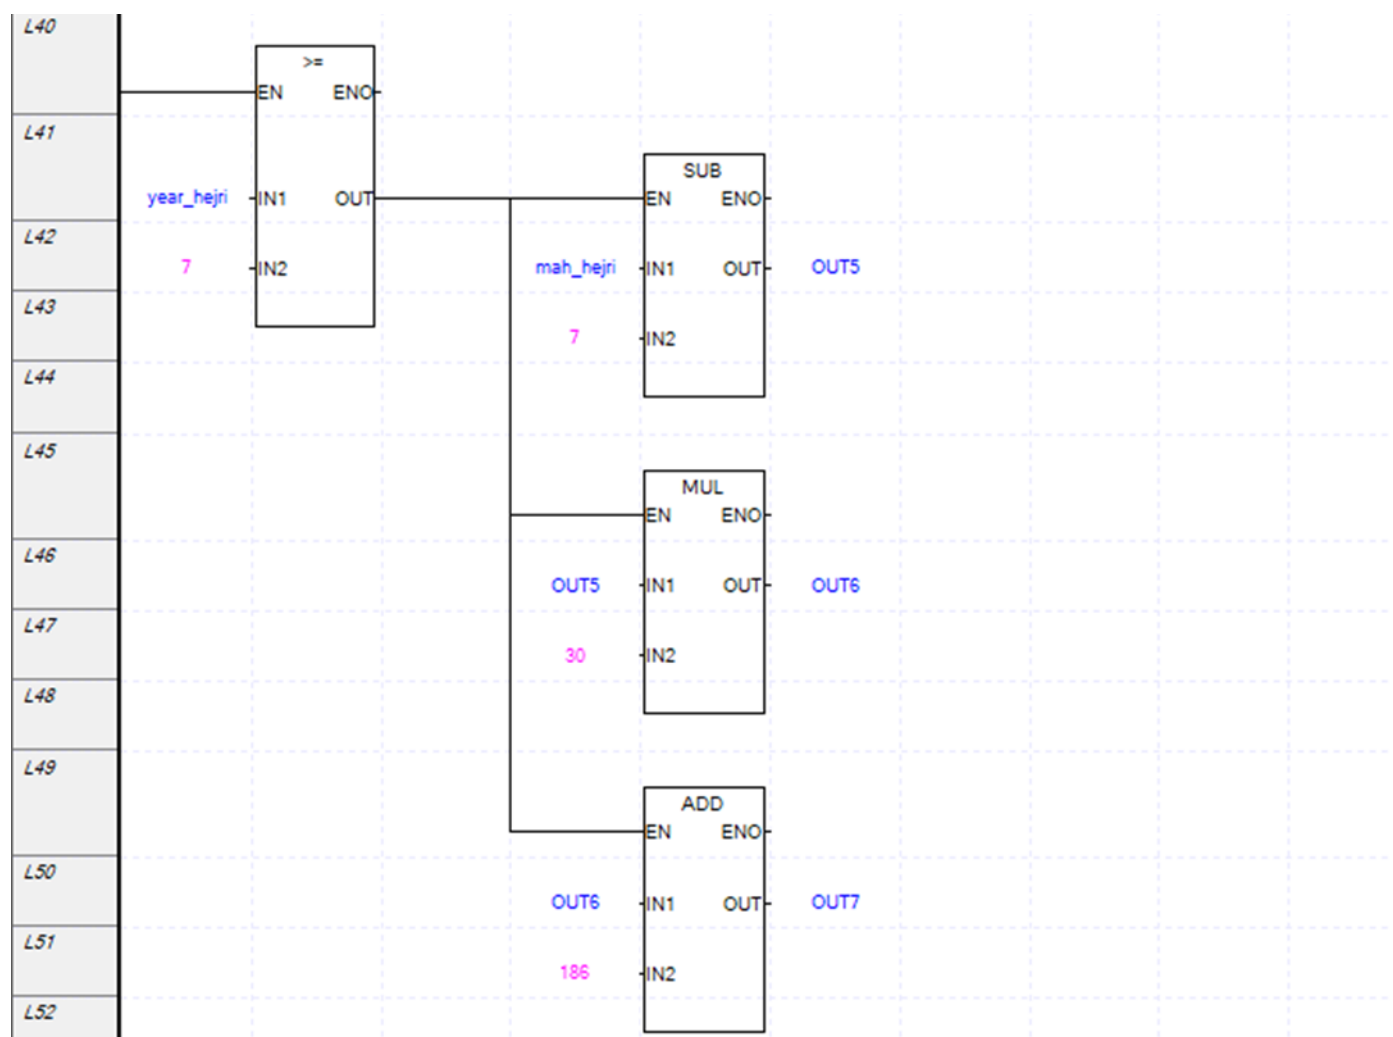 L40
>=
EN ENO
L41
SUB
year_hejri IN1 OUT EN ENO
L42
7 IN2 mah_hejri IN1 OUT OUT5
L43
7 IN2
L44
L45
MUL
EN ENO
L46
OUT5 IN1 OUT OUT6
L47
30 IN2
L48
L49
ADD
EN ENO
L50
OUT6 IN1 OUT OUT7
L51
186 IN2
L52